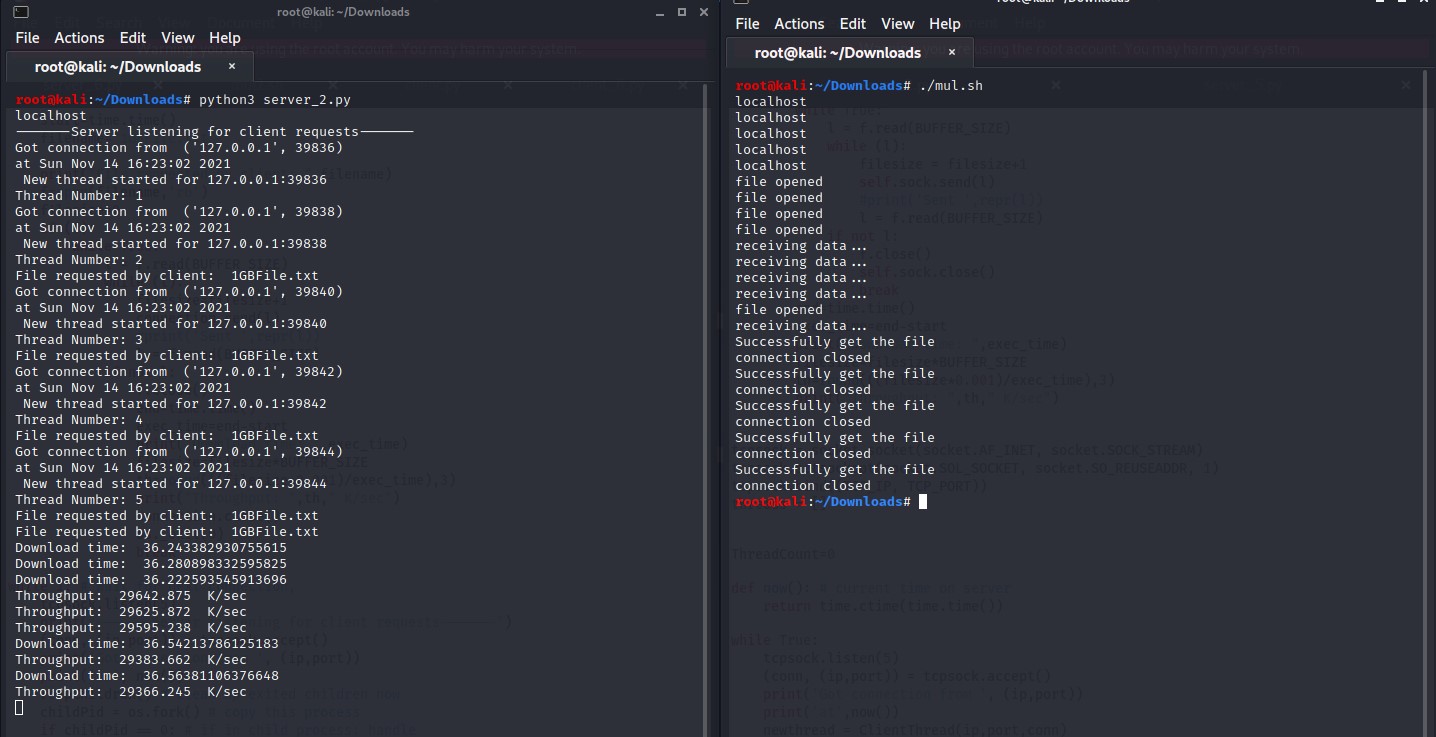 root@kali: ~/Downloads
File Actions Edit View Help
root@kali: ~/Downloads ×
root@kali:~/Downloads# python3 server_2.py
localhost
———————Server listening for client requests———————
Got connection from  ('127.0.0.1', 39836)
at Sun Nov 14 16:23:02 2021
 New thread started for 127.0.0.1:39836
Thread Number: 1
Got connection from  ('127.0.0.1', 39838)
at Sun Nov 14 16:23:02 2021
 New thread started for 127.0.0.1:39838
Thread Number: 2
File requested by client:  1GBFile.txt
Got connection from  ('127.0.0.1', 39840)
at Sun Nov 14 16:23:02 2021
 New thread started for 127.0.0.1:39840
Thread Number: 3
File requested by client:  1GBFile.txt
Got connection from  ('127.0.0.1', 39842)
at Sun Nov 14 16:23:02 2021
 New thread started for 127.0.0.1:39842
Thread Number: 4
File requested by client:  1GBFile.txt
Got connection from  ('127.0.0.1', 39844)
at Sun Nov 14 16:23:02 2021
 New thread started for 127.0.0.1:39844
Thread Number: 5
File requested by client:  1GBFile.txt
File requested by client:  1GBFile.txt
Download time:  36.243382930755615
Download time:  36.280898332595825
Download time:  36.222593545913696
Throughput:  29642.875  K/sec
Throughput:  29625.872  K/sec
Throughput:  29595.238  K/sec
Download time:  36.54213786125183
Throughput:  29383.662  K/sec
Download time:  36.56381106376648
Throughput:  29366.245  K/sec
root@kali: ~/Downloads
File Actions Edit View Help
root@kali: ~/Downloads ×
root@kali:~/Downloads# ./mul.sh
localhost
localhost
localhost
localhost
localhost
file opened
file opened
file opened
file opened
receiving data...
receiving data...
receiving data...
receiving data...
file opened
receiving data...
Successfully get the file
connection closed
Successfully get the file
connection closed
Successfully get the file
connection closed
Successfully get the file
connection closed
Successfully get the file
connection closed
root@kali:~/Downloads#